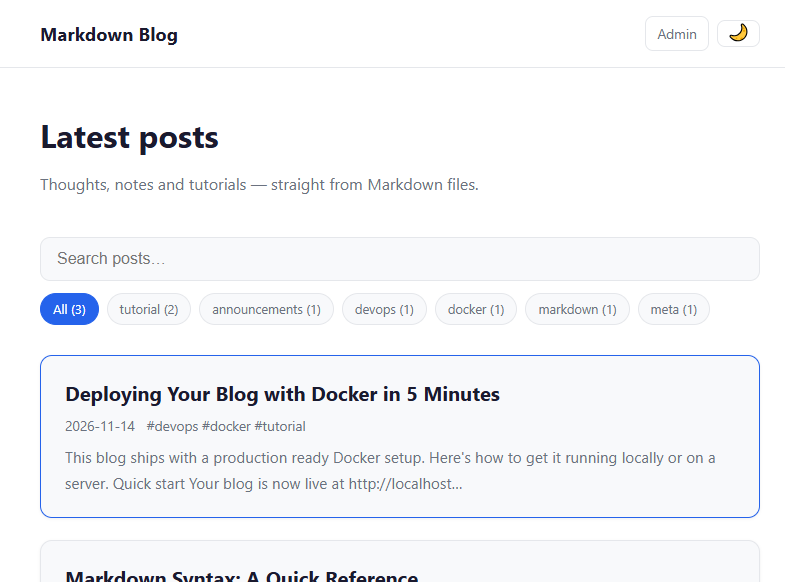 Markdown Blog
Admin
Latest posts
Thoughts, notes and tutorials — straight from Markdown files.
Search posts…
All (3)
tutorial (2)
announcements (1)
devops (1)
docker (1)
markdown (1)
meta (1)
Deploying Your Blog with Docker in 5 Minutes
2026-11-14 #devops #docker #tutorial
This blog ships with a production ready Docker setup. Here's how to get it running locally or on a
server. Quick start Your blog is now live at http://localhost...
Markdown Syntax: A Quick Reference